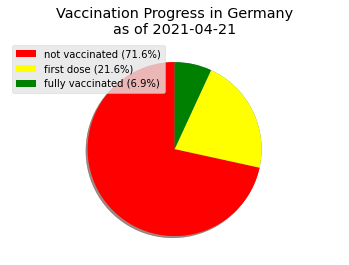 Vaccination Progress in Germany
as of 2021-04-21
not vaccinated (71.6%)
first dose (21.6%)
fully vaccinated (6.9%)